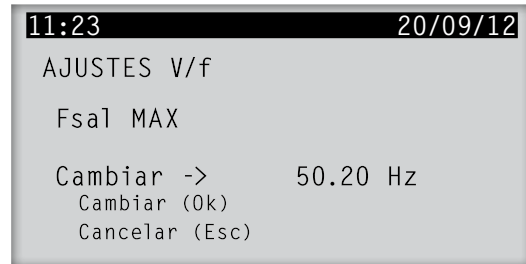 11:23 20/09/12
AJUSTES V/f
Fsal MAX
Cambiar -> 50.20 Hz
Cambiar (Ok)
Cancelar (Esc)